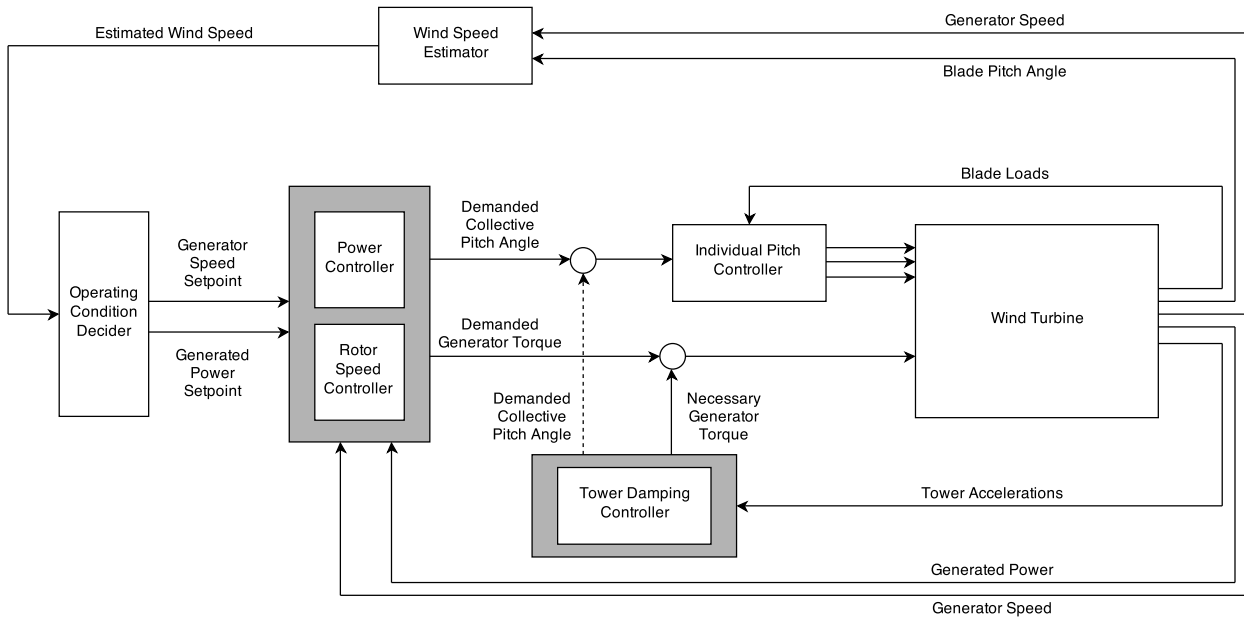 Generator Speed
Estimated Wind Speed
Wind Speed
Estimator
Blade Pitch Angle
Blade Loads
Demanded
Collective
Pitch Angle
Generator
Speed
Setpoint
Power
Controller
Individual Pitch
Controller
Operating
Condition
Decider
Wind Turbine
Demanded
Generator Torque
Generated
Power
Setpoint
Rotor
Speed
Controller
Demanded
Collective
Pitch Angle
Necessary
Generator
Torque
Tower Damping
Controller
Tower Accelerations
Generated Power
Generator Speed